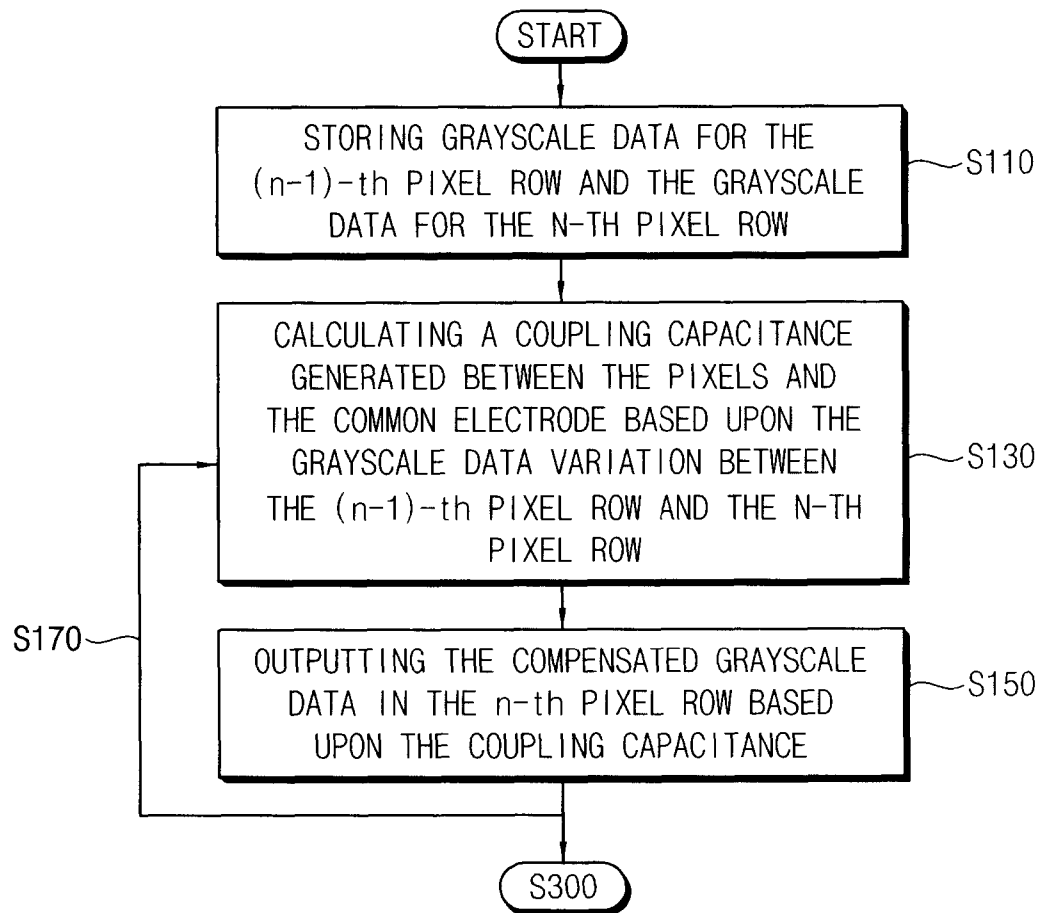 START
STORING GRAYSCALE DATA FOR THE
(n-1)-th PIXEL ROW AND THE GRAYSCALE
DATA FOR THE N-TH PIXEL ROW
S110
CALCULATING A COUPLING CAPACITANCE
GENERATED BETWEEN THE PIXELS AND
THE COMMON ELECTRODE BASED UPON THE
GRAYSCALE DATA VARIATION BETWEEN
THE (n-1)-th PIXEL ROW AND THE N-TH
PIXEL ROW
S130
S170
OUTPUTTING THE COMPENSATED GRAYSCALE
DATA IN THE n-th PIXEL ROW BASED
UPON THE COUPLING CAPACITANCE
S150
S300